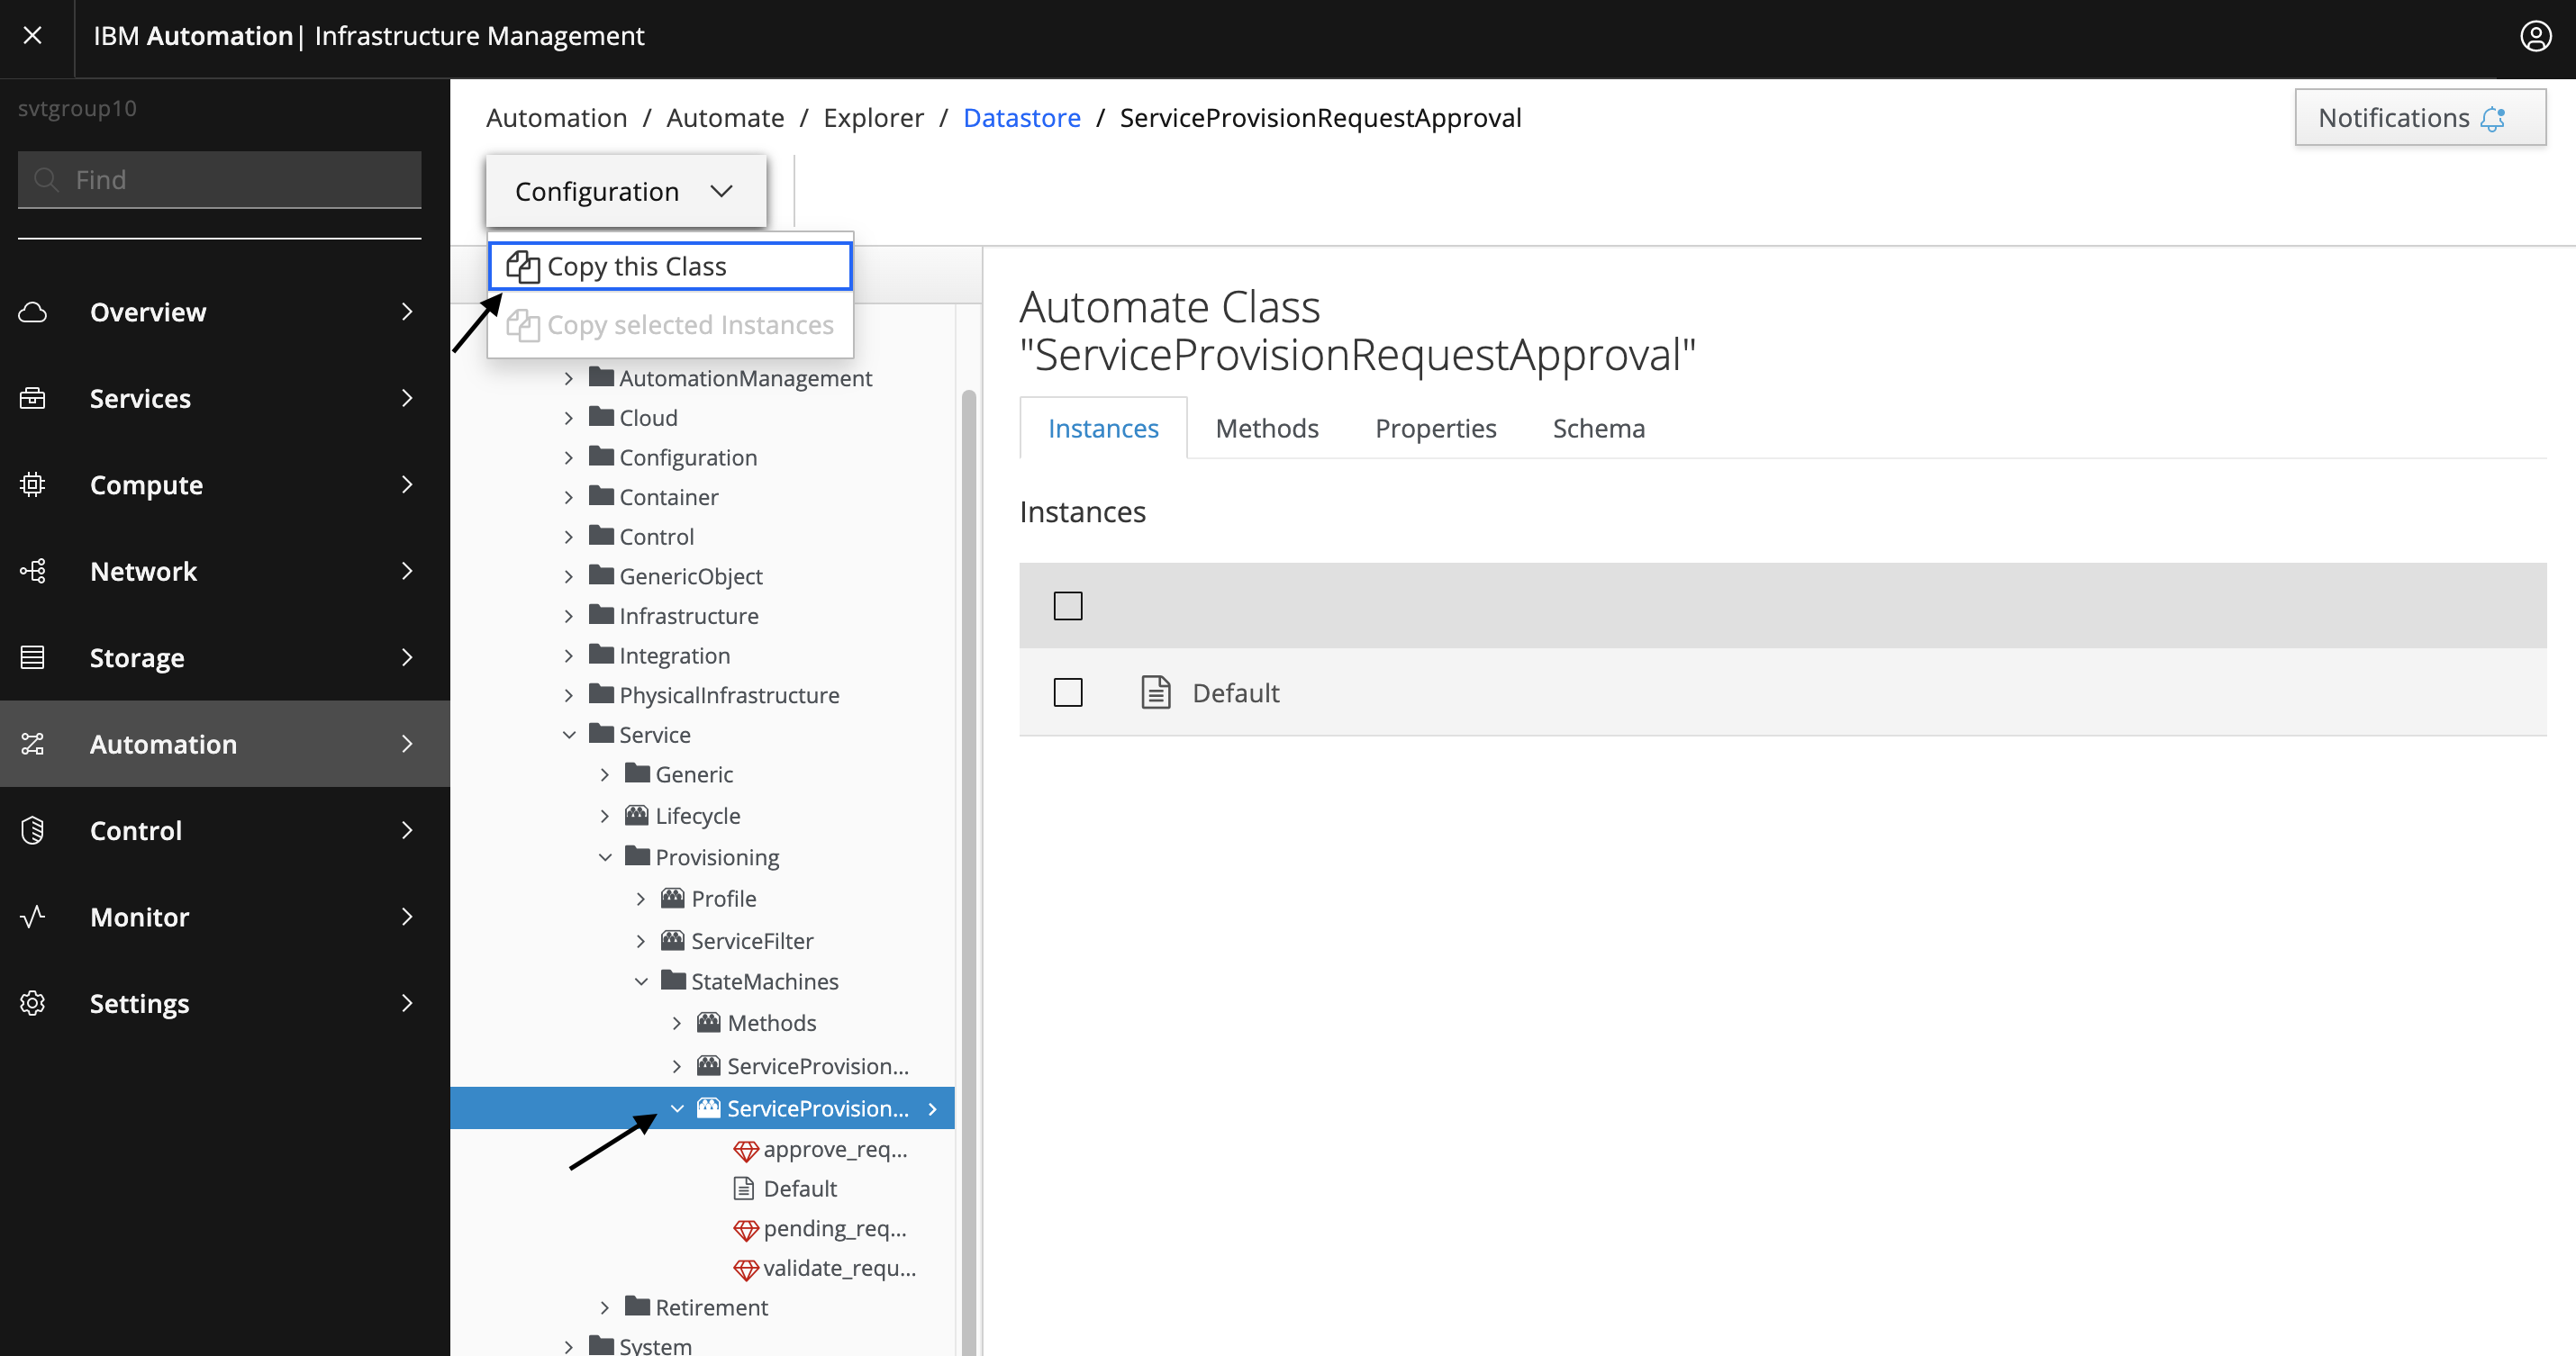 IBM Automation| Infrastructure Management
svtgroup10
Find
Overview
Services
Compute
Network
Storage
Automation
Control
Monitor
Settings
Automation / Automate / Explorer / Datastore / ServiceProvisionRequestApproval
Notifications
Configuration
Copy this Class
Copy selected Instances
AutomationManagement
Cloud
Configuration
Container
Control
GenericObject
Infrastructure
Integration
PhysicalInfrastructure
Service
Generic
Lifecycle
Provisioning
Profile
ServiceFilter
StateMachines
Methods
ServiceProvision...
ServiceProvision...
approve_req...
Default
pending_req...
validate_requ...
Retirement
System
Automate Class
"ServiceProvisionRequestApproval"
Instances Methods Properties Schema
Instances
Default